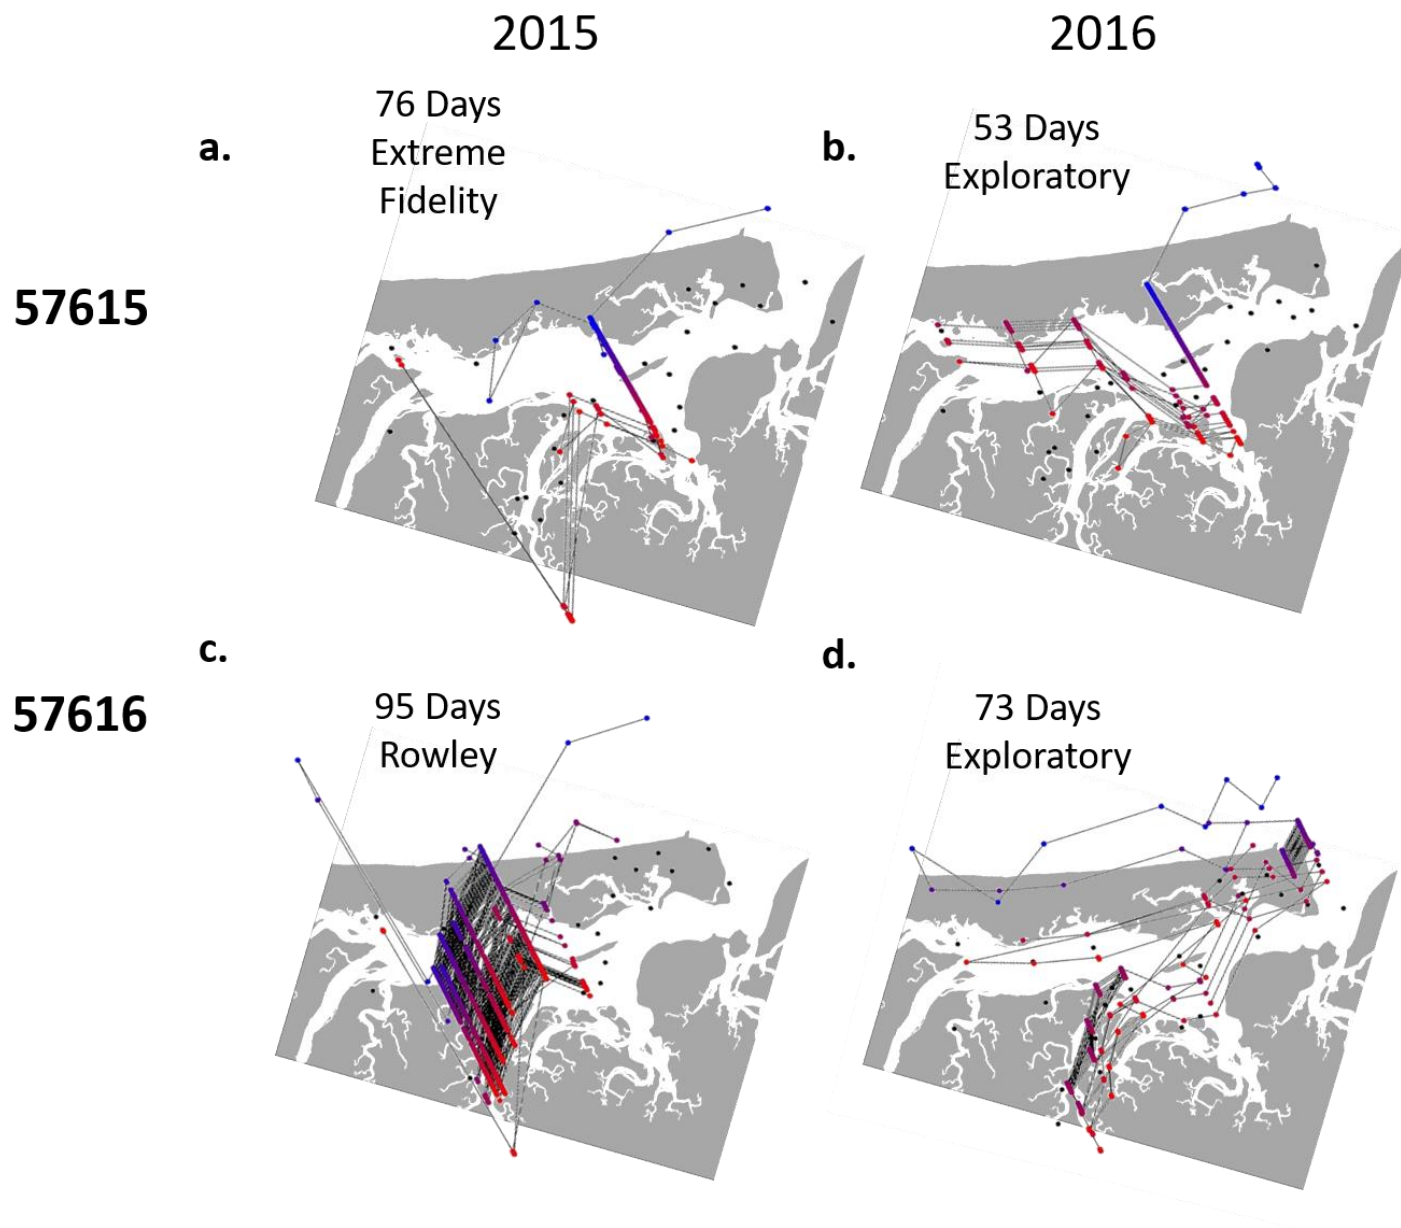 2015
2016
a.
76 Days
Extreme
Fidelity
b.
53 Days
Exploratory
57615
c.
95 Days
Rowley
d.
73 Days
Exploratory
57616